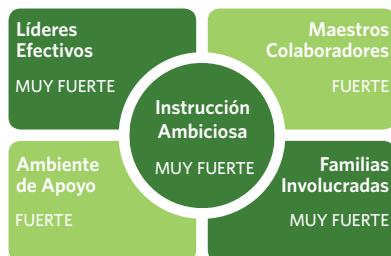 Líderes
Efectivos
MUY FUERTE
Maestros
Colaboradores
FUERTE
Instrucción
Ambiciosa
MUY FUERTE
Ambiente
de Apoyo
FUERTE
Familias
Involucradas
MUY FUERTE